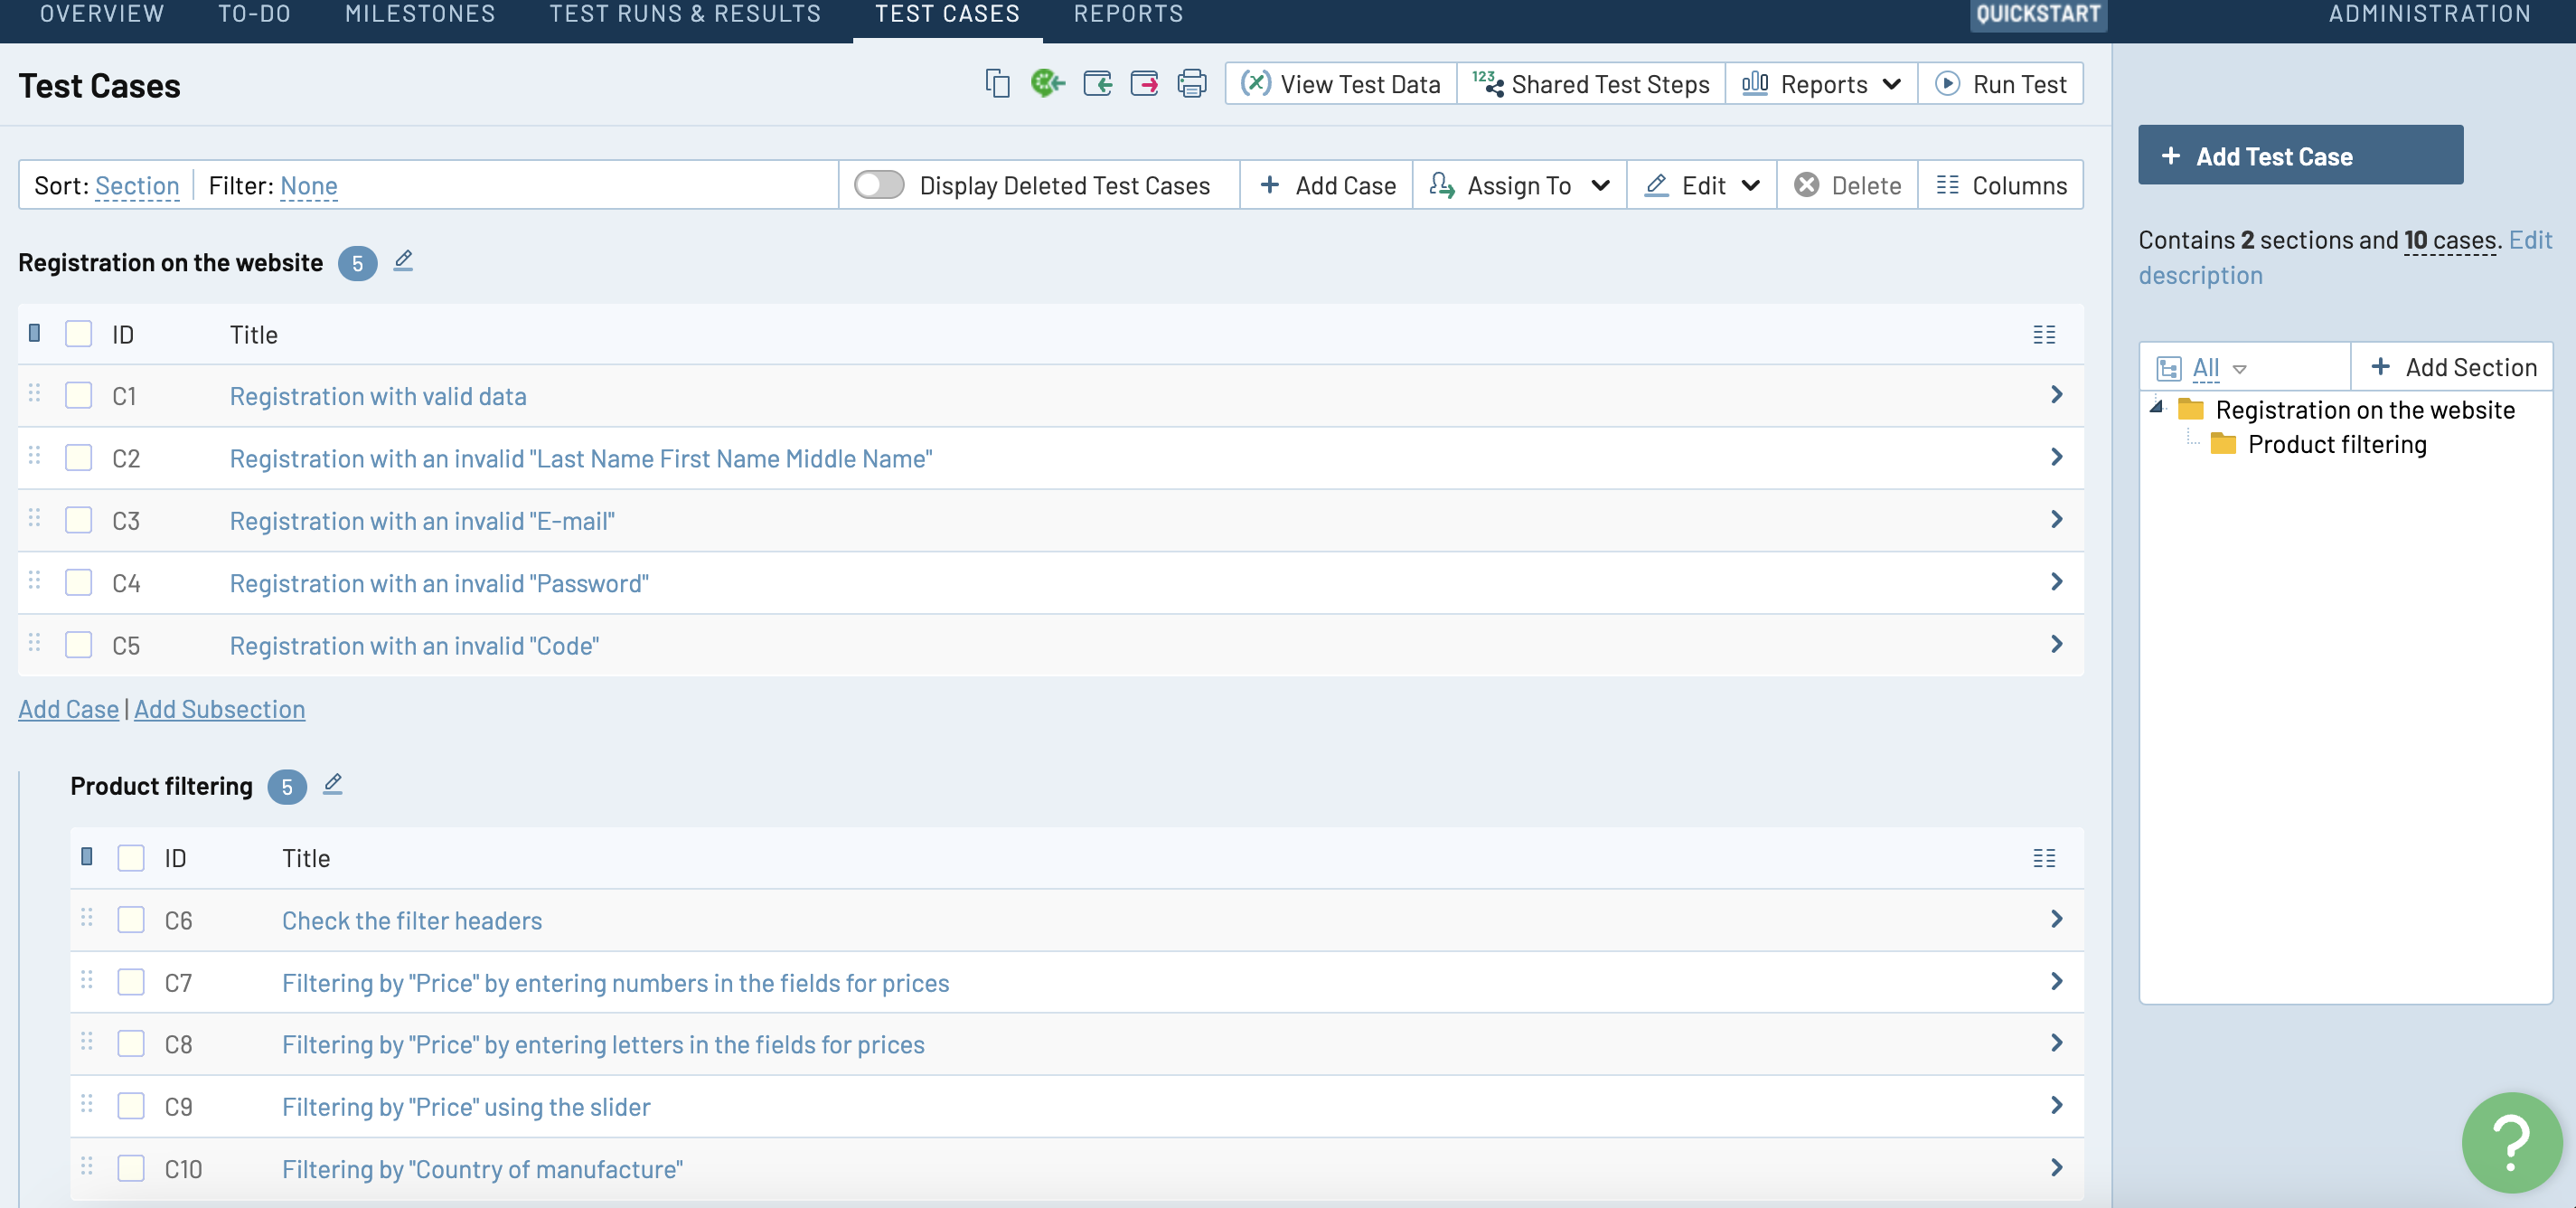 OVERVIEW TO-DO MILESTONES TEST RUNS & RESULTS TEST CASES REPORTS QUICKSTART ADMINISTRATION
Test Cases
View Test Data 123 Shared Test Steps Reports Run Test
Sort: Section Filter: None Display Deleted Test Cases + Add Case Assign To Edit Delete Columns
Registration on the website 5
ID Title
C1 Registration with valid data
C2 Registration with an invalid "Last Name First Name Middle Name"
C3 Registration with an invalid "E-mail"
C4 Registration with an invalid "Password"
C5 Registration with an invalid "Code"
Add Case | Add Subsection
Product filtering 5
ID Title
C6 Check the filter headers
C7 Filtering by "Price" by entering numbers in the fields for prices
C8 Filtering by "Price" by entering letters in the fields for prices
C9 Filtering by "Price" using the slider
C10 Filtering by "Country of manufacture"
+ Add Test Case
Contains 2 sections and 10 cases. Edit
description
All + Add Section
Registration on the website
Product filtering
?